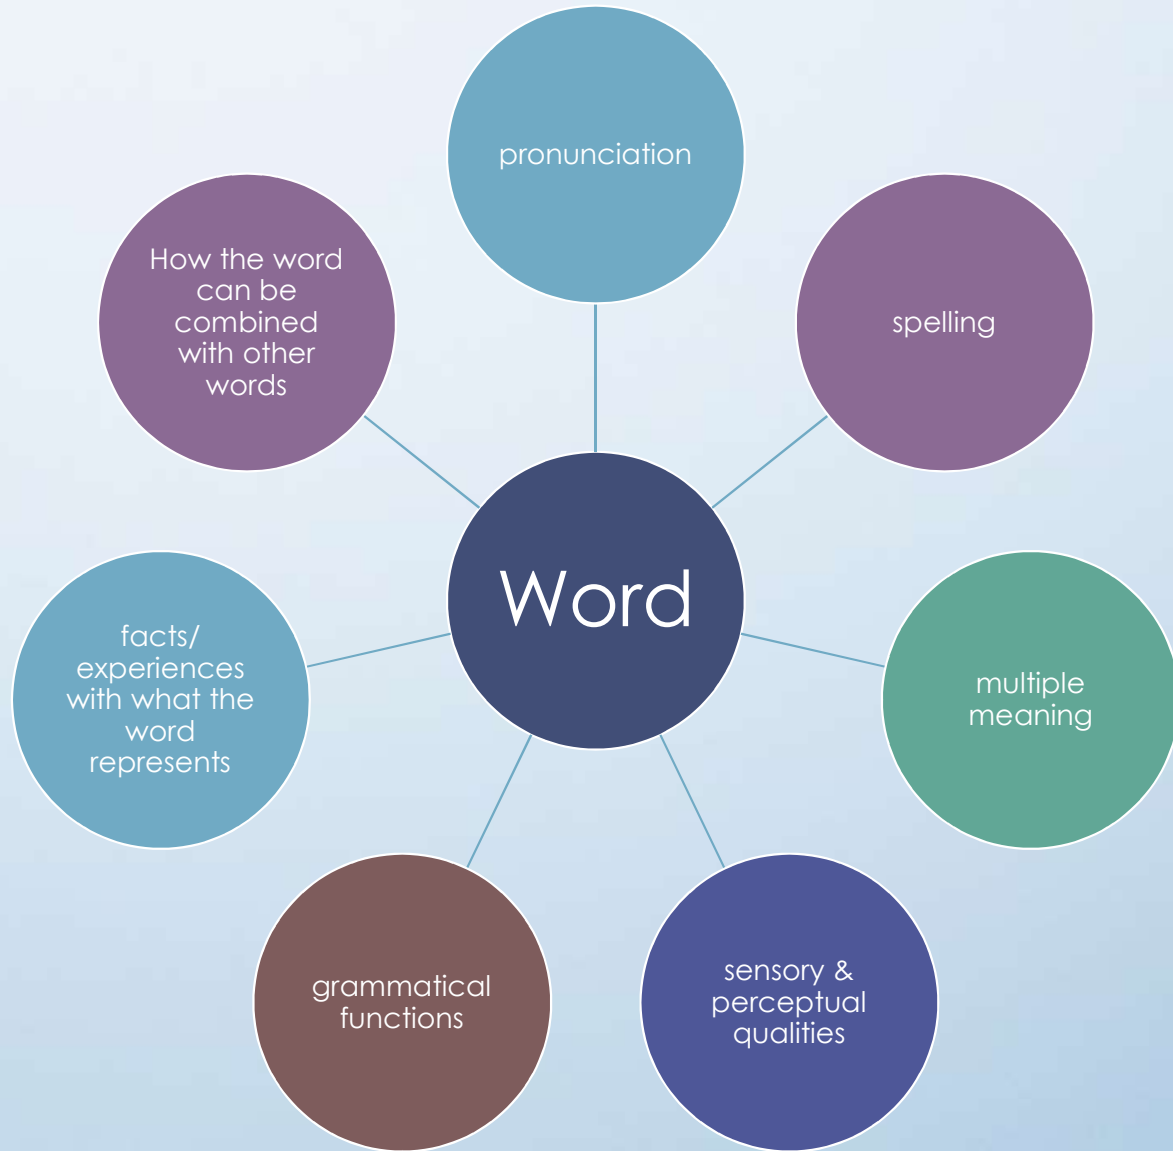 pronunciation
How the word
can be
combined
with other
words
spelling
Word
facts/
experiences
with what the
word
represents
multiple
meaning
grammatical
functions
sensory &
perceptual
qualities